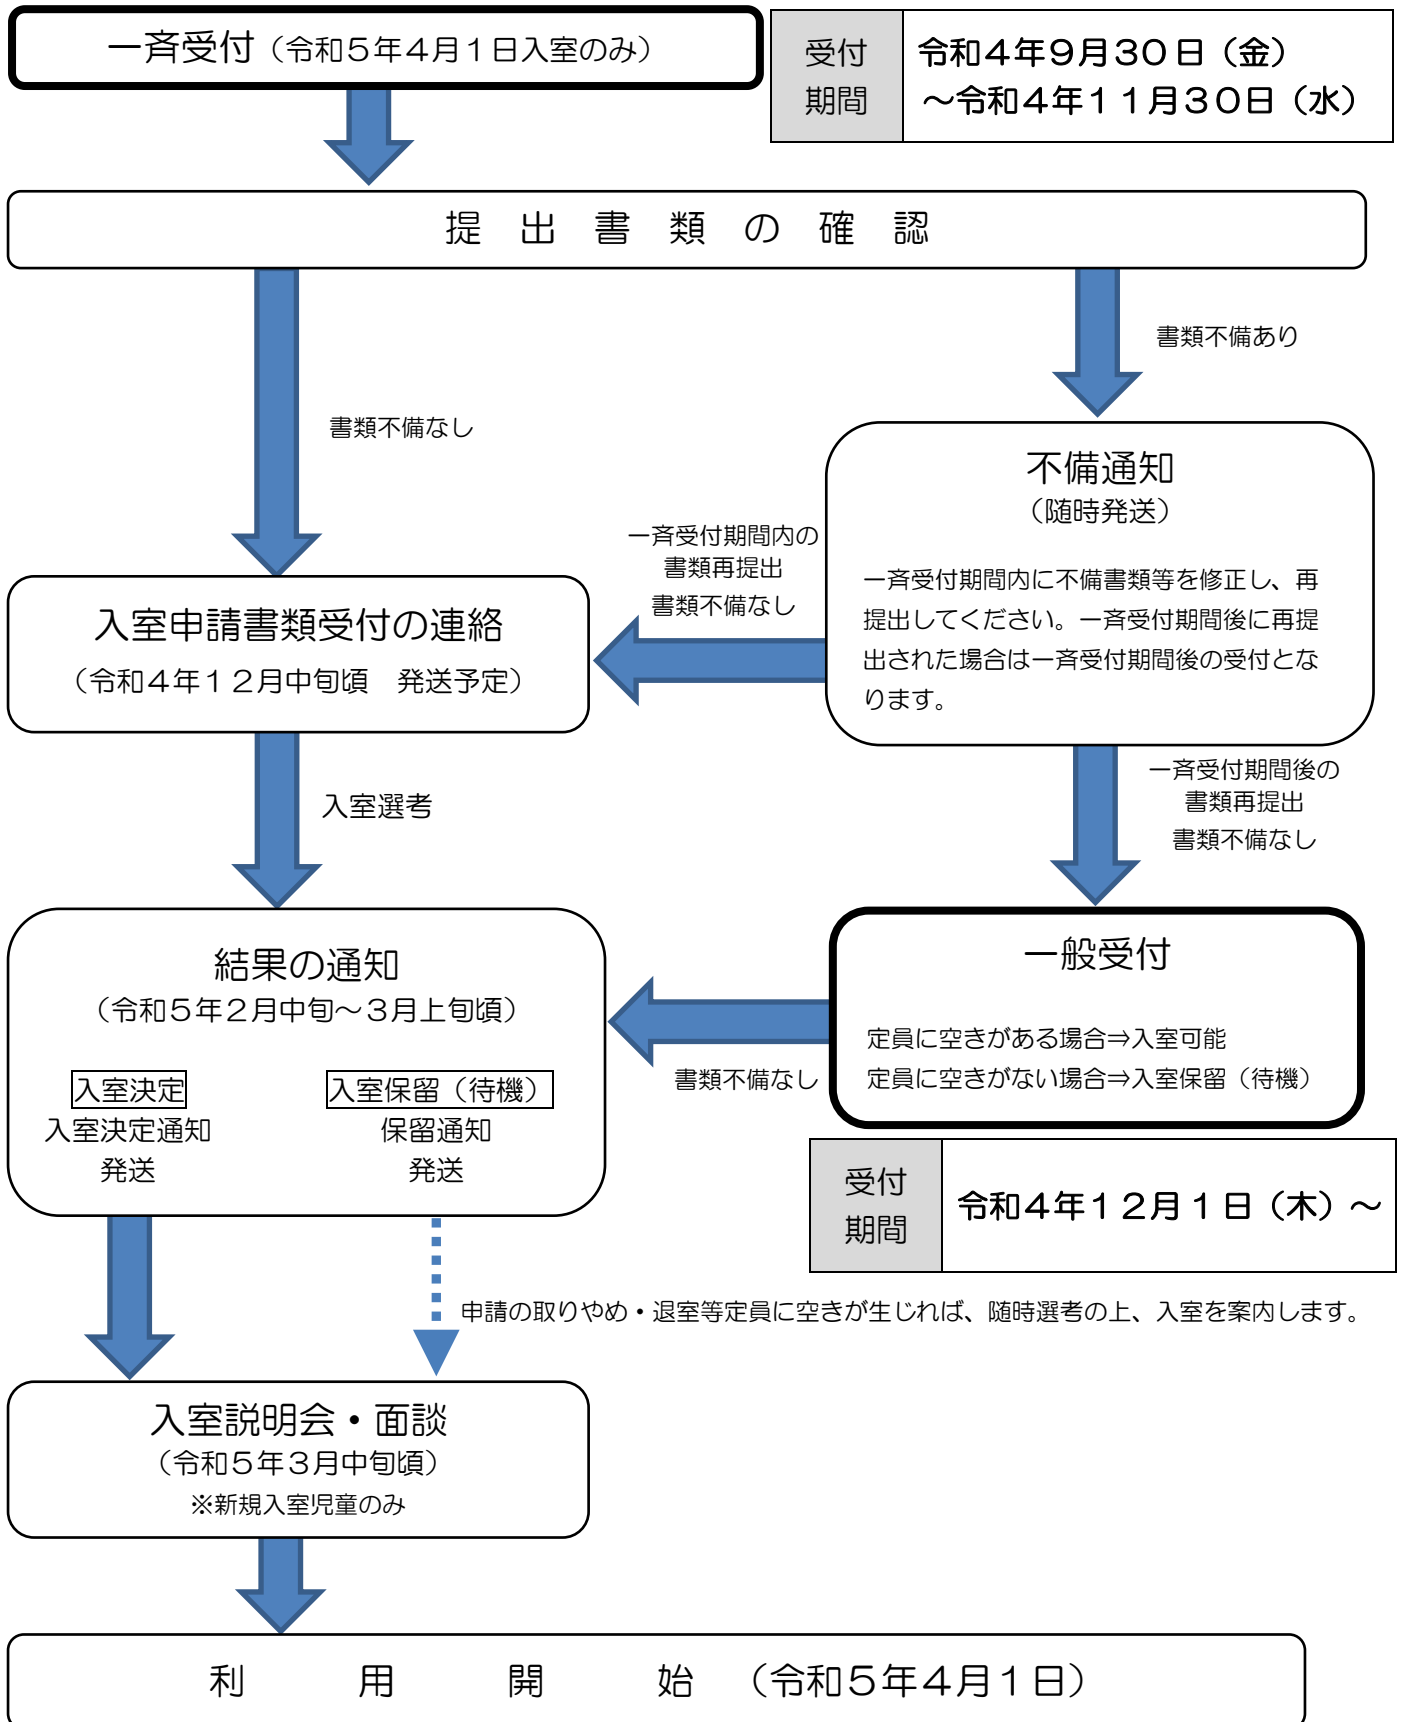 一斉受付（令和５年４月１日入室のみ）
受付
期間
令和４年９月３０日（金）
～令和４年１１月３０日（水）
提　出　書　類　の　確　認
書類不備あり
書類不備なし
不備通知
（随時発送）
一斉受付期間内に不備書類等を修正し、再
提出してください。一斉受付期間後に再提
出された場合は一斉受付期間後の受付とな
ります。
一斉受付期間内の
書類再提出
書類不備なし
入室申請書類受付の連絡
（令和４年１２月中旬頃　発送予定）
一斉受付期間後の
書類再提出
書類不備なし
入室選考
結果の通知
（令和５年２月中旬～３月上旬頃）
入室決定
入室決定通知
発送
入室保留（待機）
保留通知
発送
一般受付
定員に空きがある場合⇒入室可能
定員に空きがない場合⇒入室保留（待機）
書類不備なし
受付
期間
令和４年１２月１日（木）～
申請の取りやめ・退室等定員に空きが生じれば、随時選考の上、入室を案内します。
入室説明会・面談
（令和５年３月中旬頃）
※新規入室児童のみ
利　用　開　始　（令和５年４月１日）